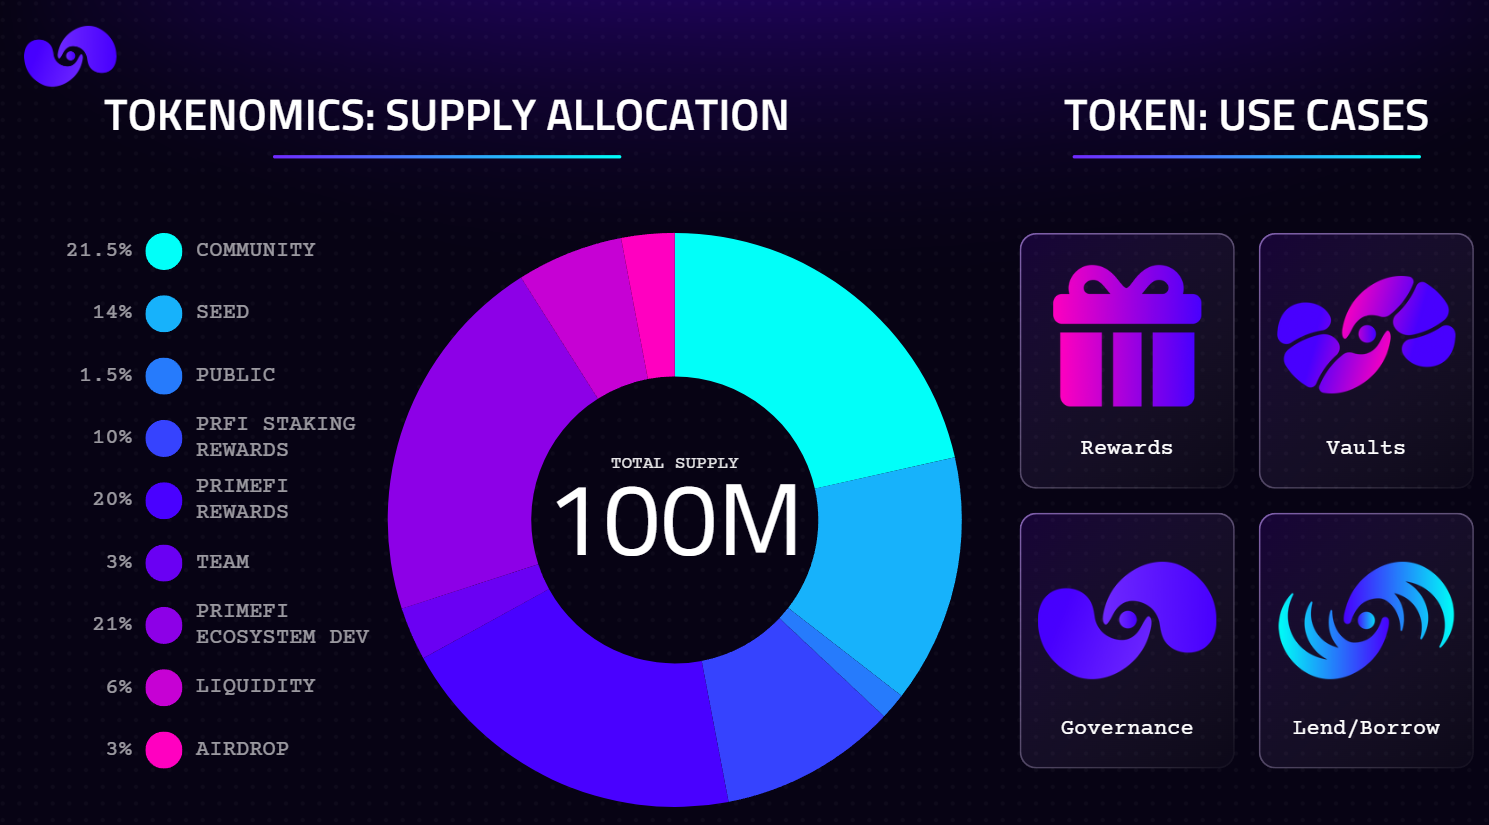 TOKENOMICS: SUPPLY ALLOCATION
21.5% COMMUNITY
14% SEED
1.5% PUBLIC
10% PRFI STAKING
REWARDS
20% PRIMEFI
REWARDS
3% TEAM
21% PRIMEFI
ECOSYSTEM DEV
6% LIQUIDITY
3% AIRDROP
TOTAL SUPPLY
100M
TOKEN: USE CASES
Rewards
Vaults
Governance
Lend/Borrow